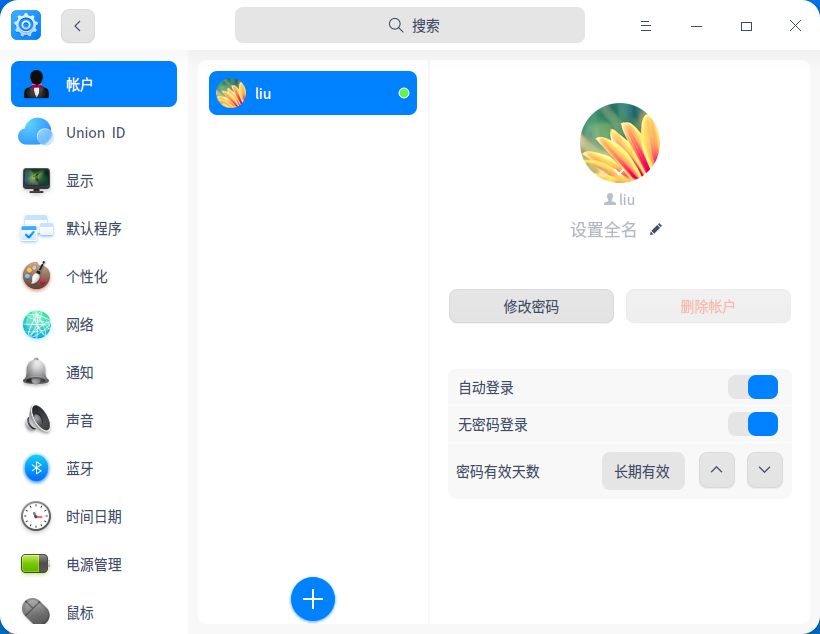 搜索
帐户
Union ID
显示
默认程序
个性化
网络
通知
声音
蓝牙
时间日期
电源管理
鼠标
liu
liu
设置全名
修改密码
删除帐户
自动登录
无密码登录
密码有效天数
长期有效